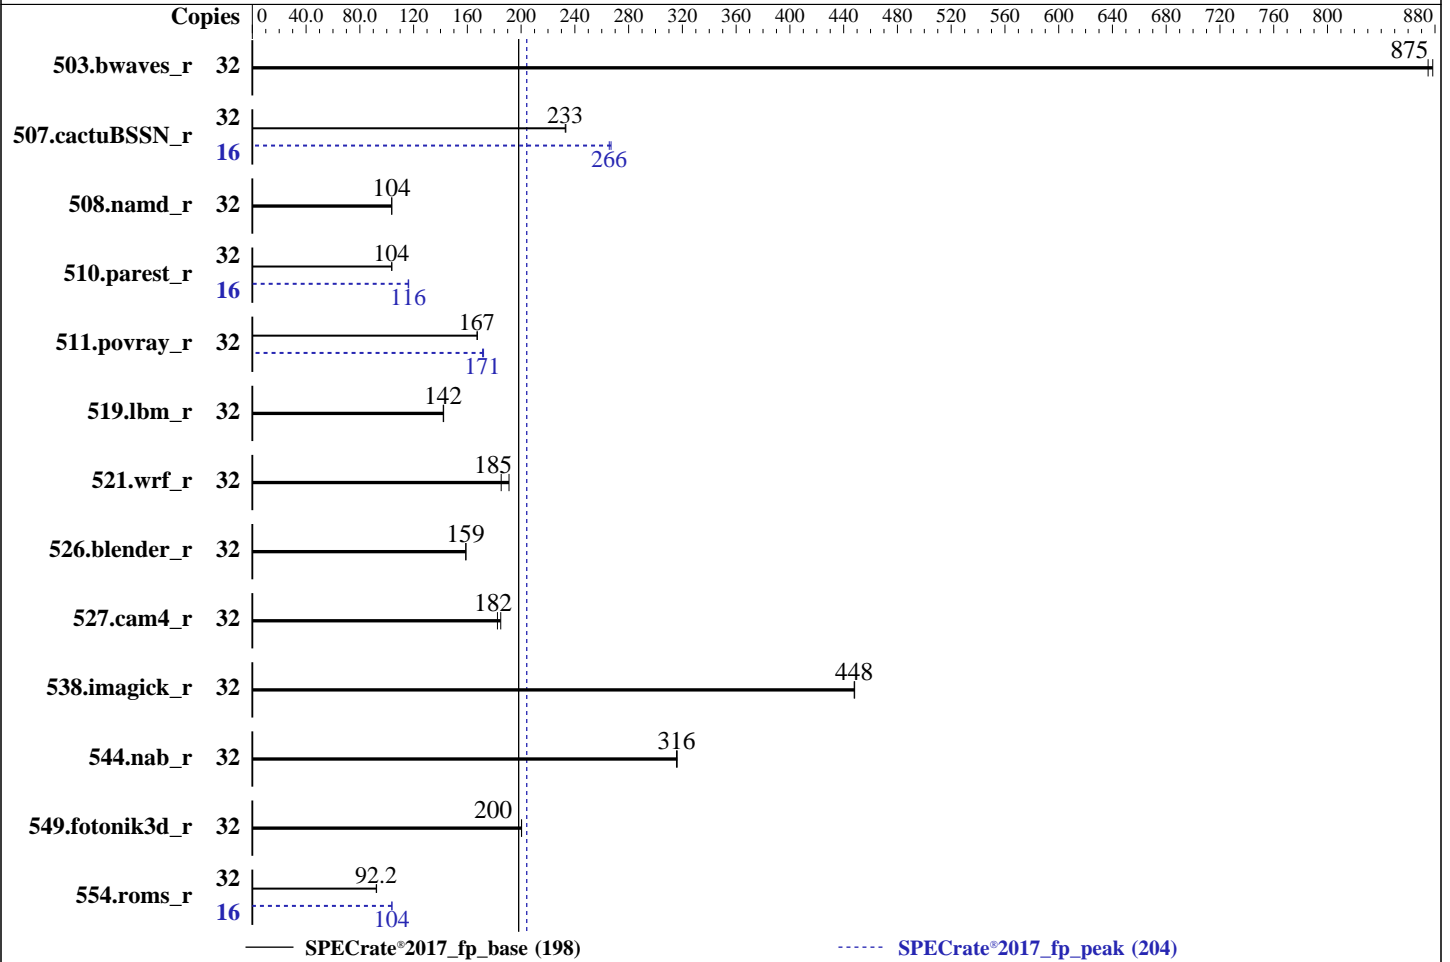 Copies 0 40.0 80.0 120 160 200 240 280 320 360 400 440 480 520 560 600 640 680 720 760 800 880
503.bwaves_r 32 875
507.cactuBSSN_r 32 233
16 266
508.namd_r 32 104
510.parest_r 32 104
16 116
511.povray_r 32 167
171
519.lbm_r 32 142
521.wrf_r 32 185
526.blender_r 32 159
527.cam4_r 32 182
538.imagick_r 32 448
544.nab_r 32 316
549.fotonik3d_r 32 200
554.roms_r 32 92.2
16 104
SPECrate®2017_fp_base (198) SPECrate®2017_fp_peak (204)